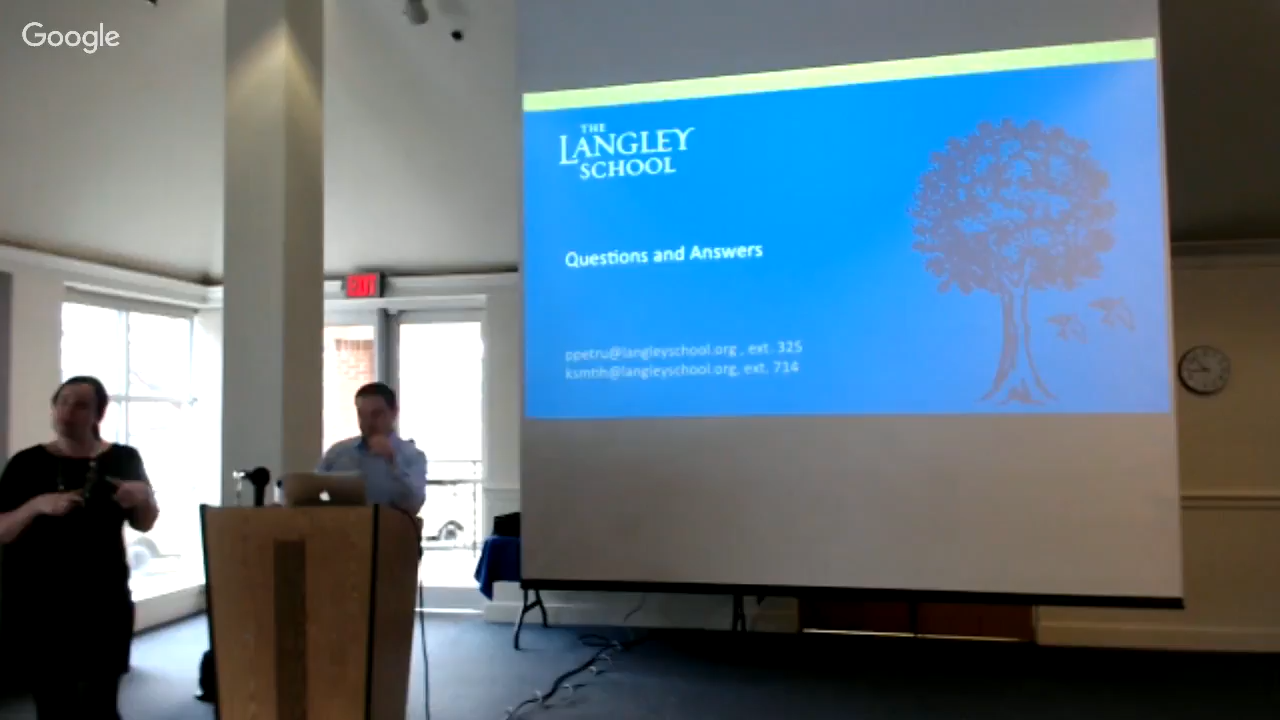 Google
EXIT
THE
LANGLEY
SCHOOL
Questions and Answers
ppetru@langleyschool.org , ext. 325
ksmith@langleyschool.org, ext. 714